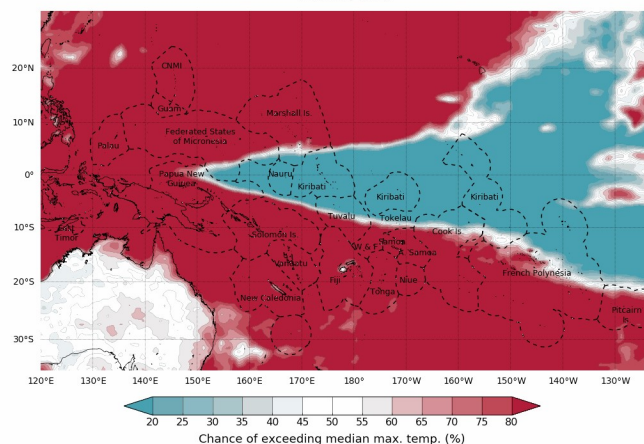 20°N
CNMI
Guam
Marshall Is.
10°N
Federated States
of Micronesia
Palau
0°
Papua New
Guinea
Nauru
Kiribati
Kiribati
Kiribati
Tuvalu
Tokelau
10°S
East
Timor
Solomon Is
Cook Is
Samoa
W & F
A. Samoa
Vanuatu
French Polynesia
20°S
Fiji
Niue
Tonga
New Caledonia
Pitcairn
Is.
30°S
120°E 130°E 140°E 150°E 160°E 170°E 180° 170°W 160°W 150°W 140°W 130°W
20 25 30 35 40 45 50 55 60 65 70 75 80
Chance of exceeding median max. temp. (%)